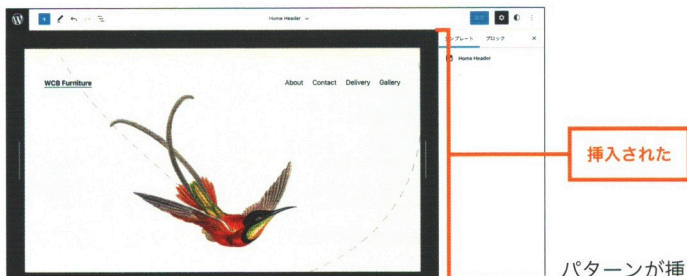 Home Header
テンプレート ブロック
Home Header
WCB Furniture
About Contact Delivery Gallery
挿入された
パターンが挿